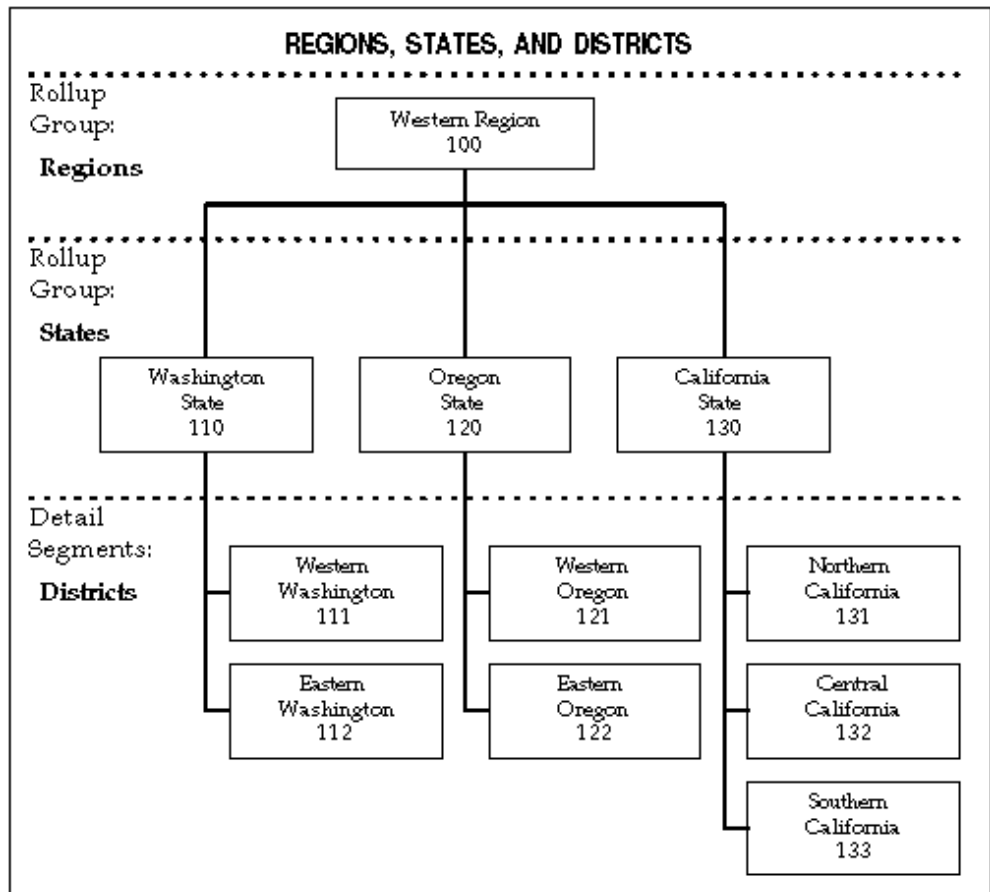 REGIONS, STATES, AND DISTRICTS
Rollup
Group:
Regions
Western Region
100
Rollup
Group:
States
Washington
State
110
Oregon
State
120
California
State
130
Detail
Segments:
Districts
Western
Washington
111
Western
Oregon
121
Northern
California
131
Eastern
Washington
112
Eastern
Oregon
122
Central
California
132
Southern
California
133